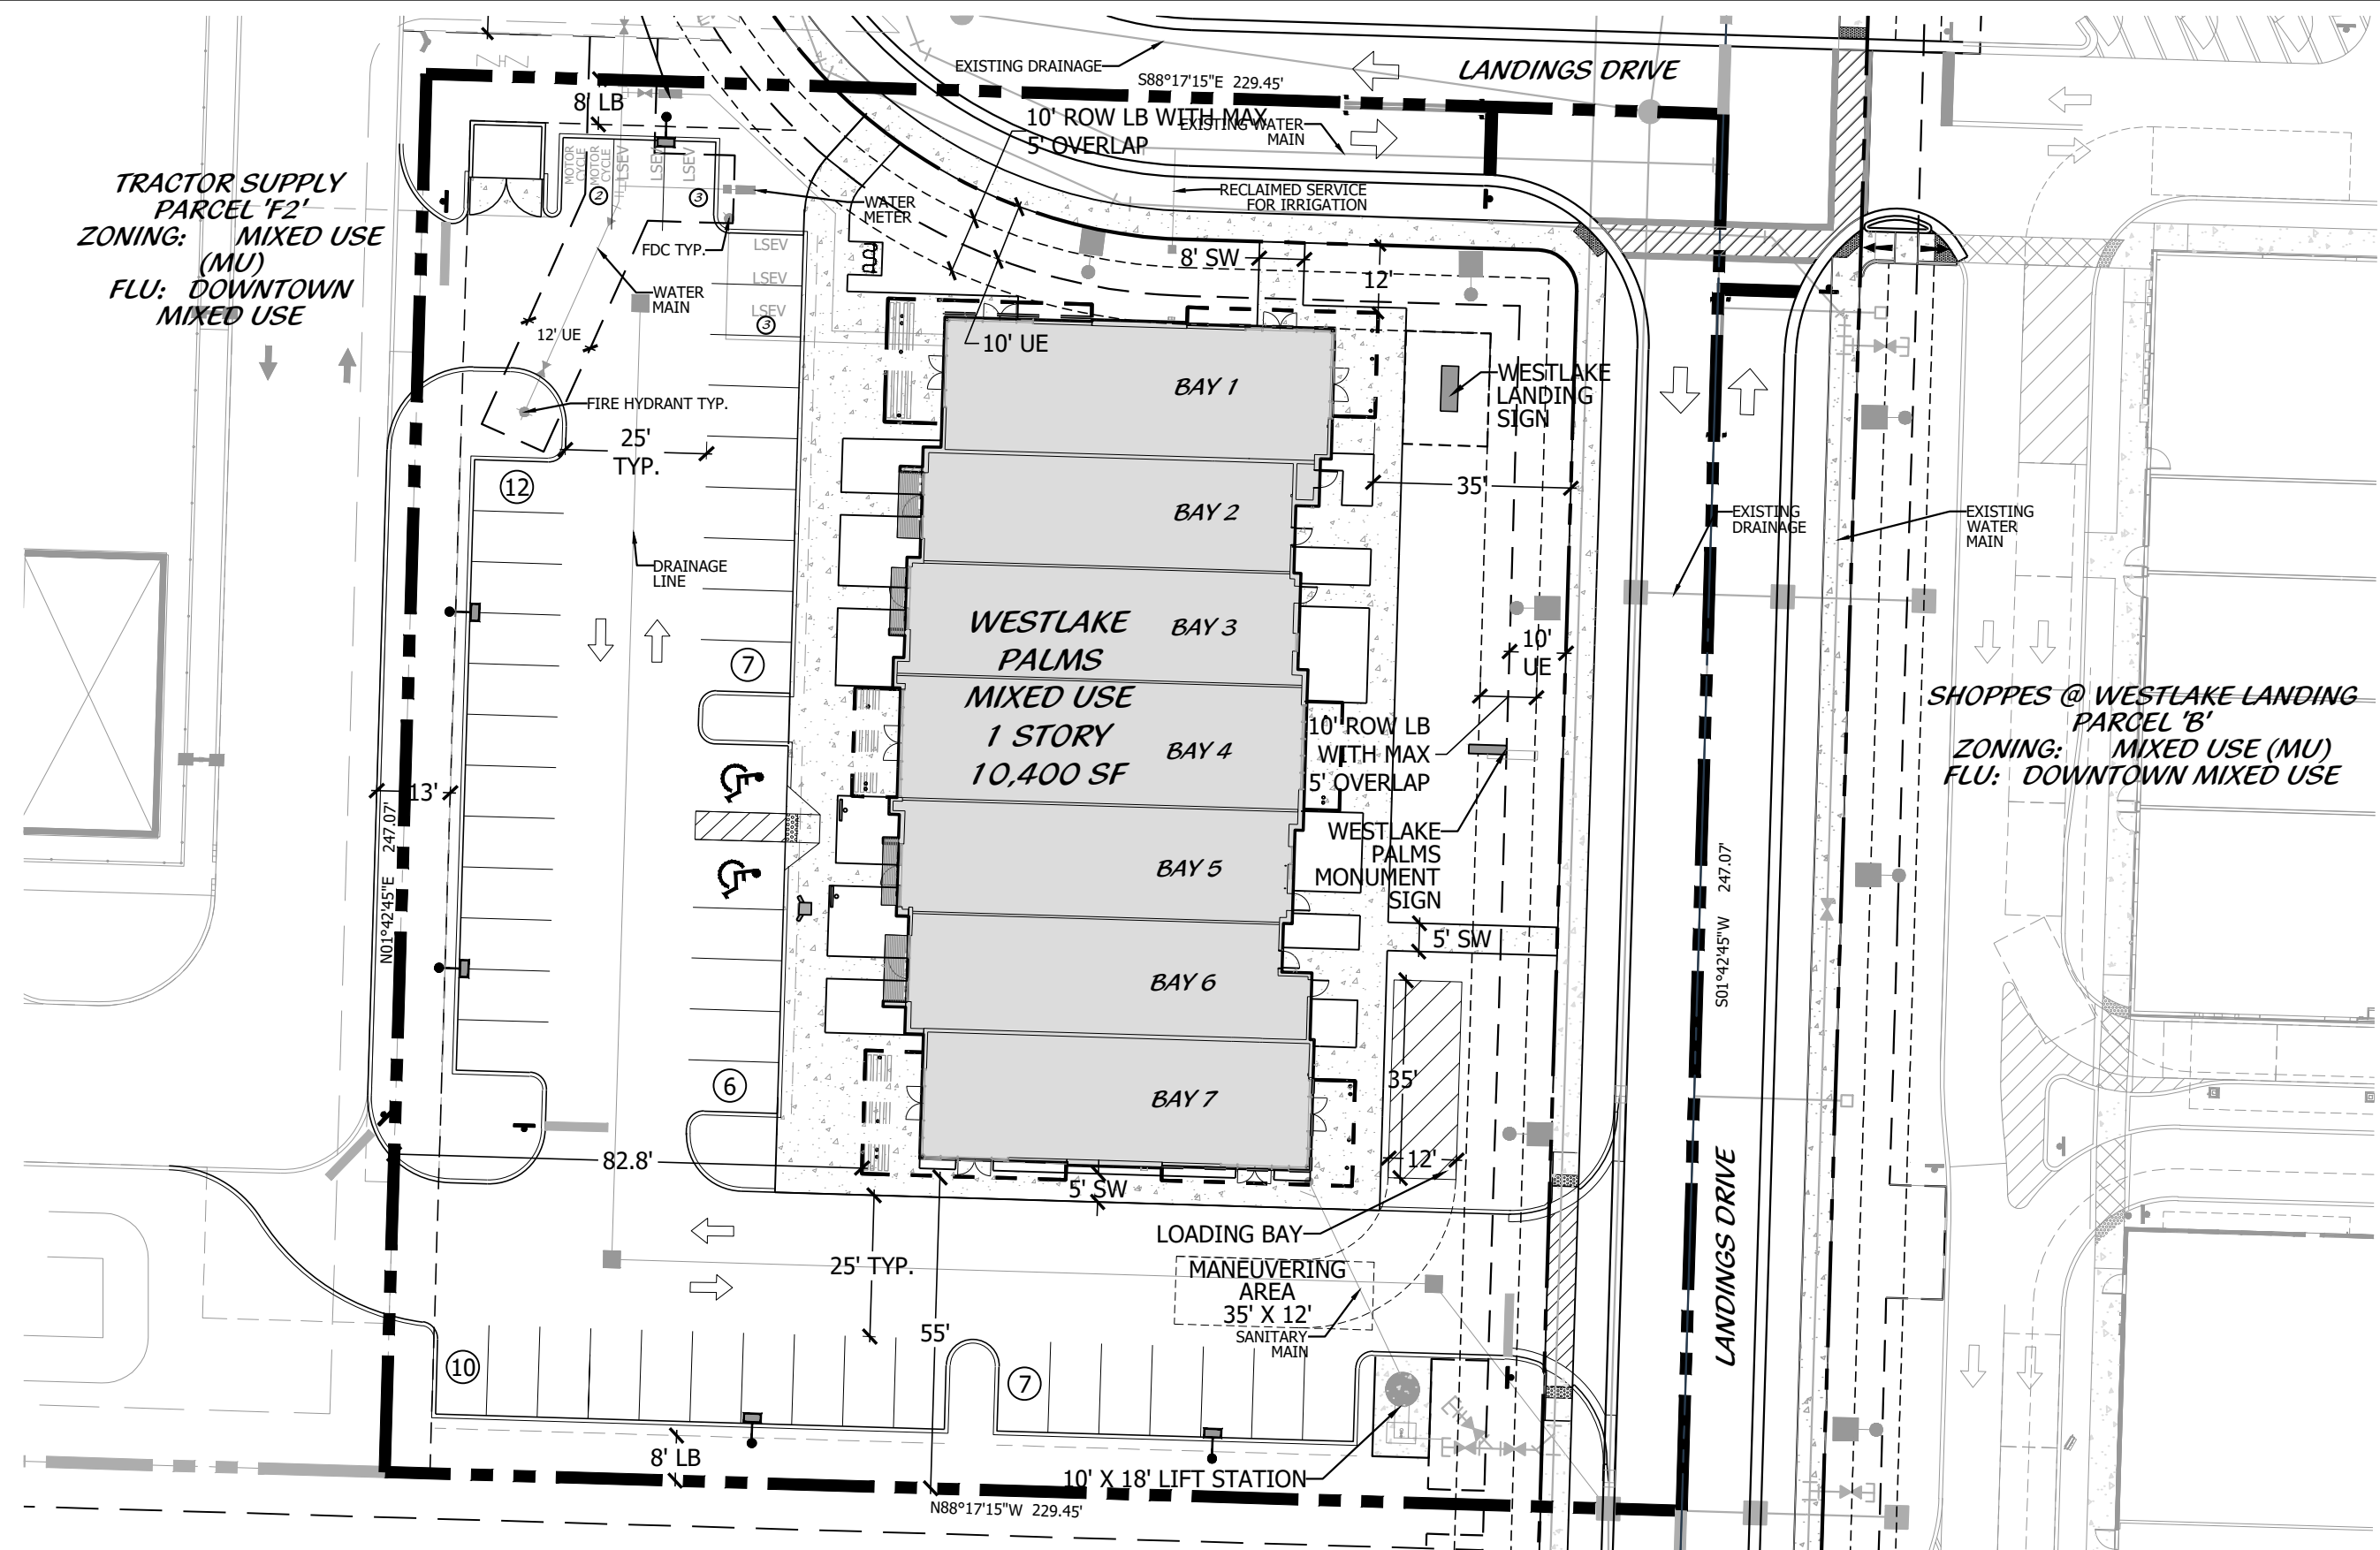 EXISTING DRAINAGE
S88°17'15"E 229.45'
LANDINGS DRIVE
8' LB
10' ROW LB WITH MAX
5' OVERLAP
EXISTING WATER
MAIN
TRACTOR SUPPLY
PARCEL 'F2'
ZONING: MIXED USE
(MU)
FLU: DOWNTOWN
MIXED USE
MOTOR
CYCLE
MOTOR
CYCLE
LSEV
LSEV
LSEV
2
3
WATER
METER
RECLAIMED SERVICE
FOR IRRIGATION
FDC TYP.
LSEV
LSEV
LSEV
3
8' SW
12'
WATER
MAIN
12' UE
10' UE
BAY 1
WESTLAKE
LANDING
SIGN
FIRE HYDRANT TYP.
25'
TYP.
12
35'
BAY 2
EXISTING
DRAINAGE
EXISTING
WATER
MAIN
DRAINAGE
LINE
WESTLAKE
PALMS
MIXED USE
1 STORY
10,400 SF
BAY 3
10'
UE
7
BAY 4
10' ROW LB
WITH MAX
5' OVERLAP
SHOPPES @ WESTLAKE LANDING
PARCEL 'B'
ZONING: MIXED USE (MU)
FLU: DOWNTOWN MIXED USE
13'
N01°42'45"E 247.07'
WESTLAKE
PALMS
MONUMENT
SIGN
BAY 5
S01°42'45"W 247.07'
5' SW
BAY 6
35'
6
BAY 7
82.8'
12'
5' SW
LOADING BAY
25' TYP.
MANEUVERING
AREA
35' X 12'
SANITARY
MAIN
LANDINGS DRIVE
55'
10
7
8' LB
10' X 18' LIFT STATION
N88°17'15"W 229.45'